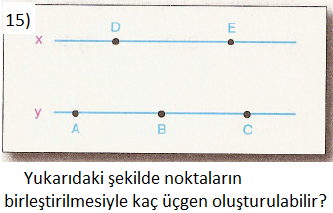 15)
D E
x
y
A B C
Yukarıdaki şekilde noktaların
birleştirilmesiyle kaç üçgen oluşturulabilir?